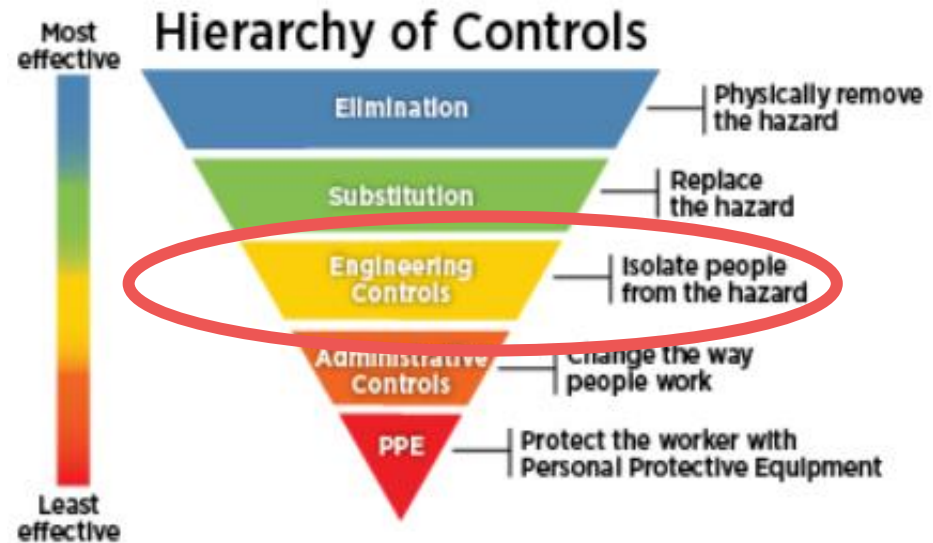 Hierarchy of Controls
Most
effective
Elimination
Physically remove
the hazard
Substitution
Replace
the hazard
Engineering
Controls
Isolate people
from the hazard
Administrative
Controls
Change the way
people work
PPE
Protect the worker with
Personal Protective Equipment
Least
effective